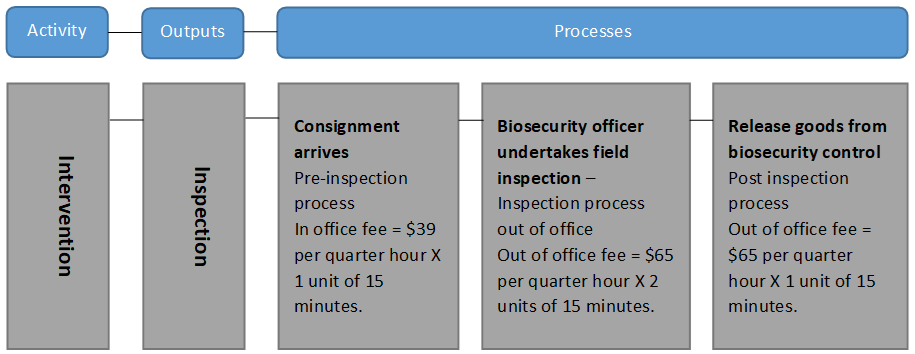 Activity
Outputs
Processes
Intervention
Inspection
Consignment
arrives
Pre-inspection
process
In office fee = $39
per quarter hour X
1 unit of 15
minutes.
Biosecurity officer
undertakes field
inspection –
Inspection process
out of office
Out of office fee = $65
per quarter hour X 2
units of 15 minutes.
Release goods from
biosecurity control
Post inspection
process
Out of office fee =
$65 per quarter
hour X 1 unit of 15
minutes.